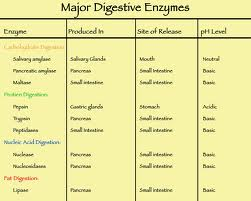 Major Digestive Enzymes
Enzyme Produced In Site of Release pH Level
Carbohydrate Digestion:
Salivary amylase Salivary Glands Mouth Neutral
Pancreatic amylase Pancreas Small intestine Basic
Maltase Small intestine Small intestine Basic
Protien Digestion:
Pepsin Gastric glands Stomach Acidic
Trypsin Pancreas Small intestine Basic
Peptidases Small Intestine Small intestine Basic
Nucleic Acid Digestion:
Nuclease Pancreas Small intestine Basic
Nucleosidases Pancreas Small intestine Basic
Fat Digestion:
Lipase Pancreas Small intestine Basic